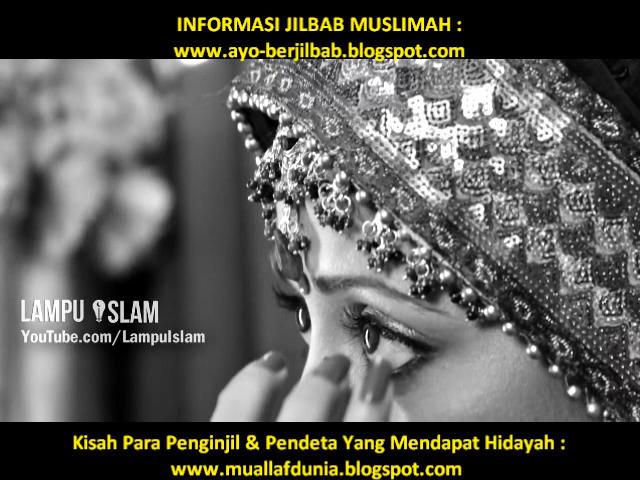 INFORMASI JILBAB MUSLIMAH :
www.ayo-berjilbab.blogspot.com
LAMPU ISLAM
YouTube.com/LampuIslam
Kisah Para Penginjil & Pendeta Yang Mendapat Hidayah :
www.muallafdunia.blogspot.com